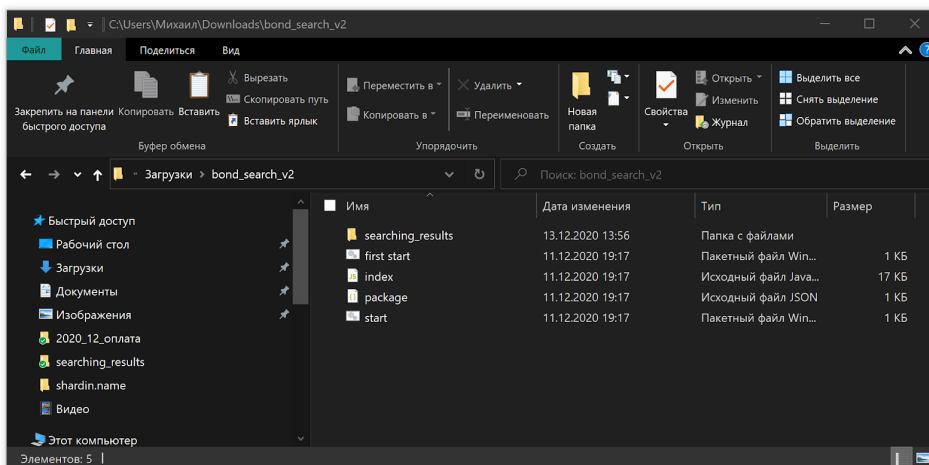 C:\Users\Михаил\Downloads\bond_search_v2
Файл Главная Поделиться Вид
Закрепить на панели быстрого доступа
Копировать
Вставить
Вырезать
Скопировать путь
Вставить ярлык
Буфер обмена
Переместить в
Копировать в
Удалить
Переименовать
Упорядочить
Новая папка
Создать
Свойства
Открыть
Изменить
Журнал
Открыть
Выделить все
Снять выделение
Обратить выделение
Выделить
Загрузки › bond_search_v2
Поиск: bond_search_v2
Быстрый доступ
Рабочий стол
Загрузки
Документы
Изображения
2020_12_оплата
searching_results
shardin.name
Видео
Этот компьютер
Имя Дата изменения Тип Размер
searching_results 13.12.2020 13:56 Папка с файлами
first start 11.12.2020 19:17 Пакетный файл Win... 1 КБ
index 11.12.2020 19:17 Исходный файл Java... 17 КБ
package 11.12.2020 19:17 Исходный файл JSON 1 КБ
start 11.12.2020 19:17 Пакетный файл Win... 1 КБ
Элементов: 5